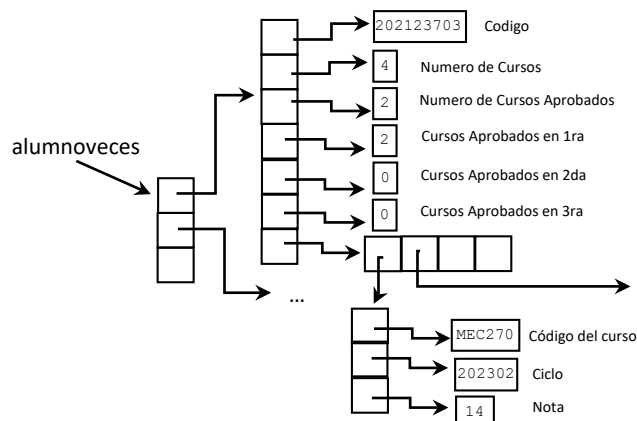 202123703 Codigo
4 Numero de Cursos
2 Numero de Cursos Aprobados
2 Cursos Aprobados en 1ra
alumnoveces
0 Cursos Aprobados en 2da
0 Cursos Aprobados en 3ra
...
MEC270 Código del curso
202302 Ciclo
14 Nota